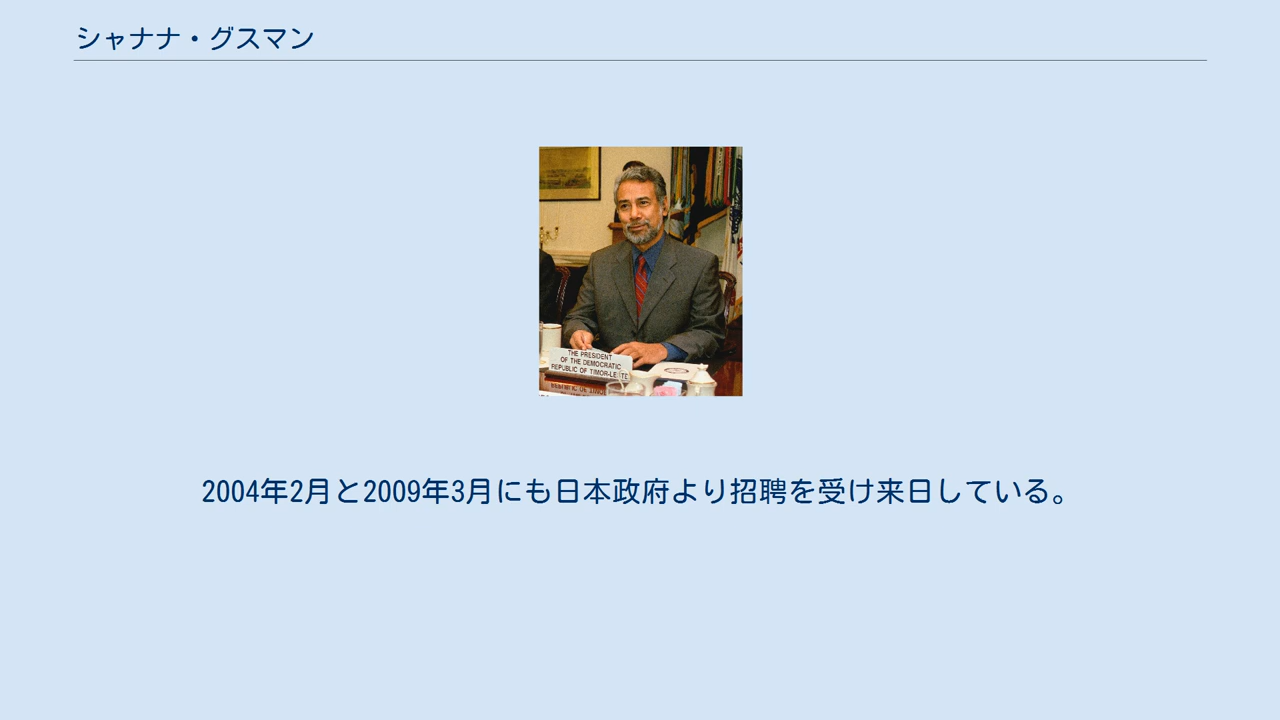 シャナナ・グスマン
THE PRESIDENT
OF THE DEMOCRATIC
REPUBLIC OF TIMOR-LESTE
2004年2月と2009年3月にも日本政府より招聘を受け来日している。